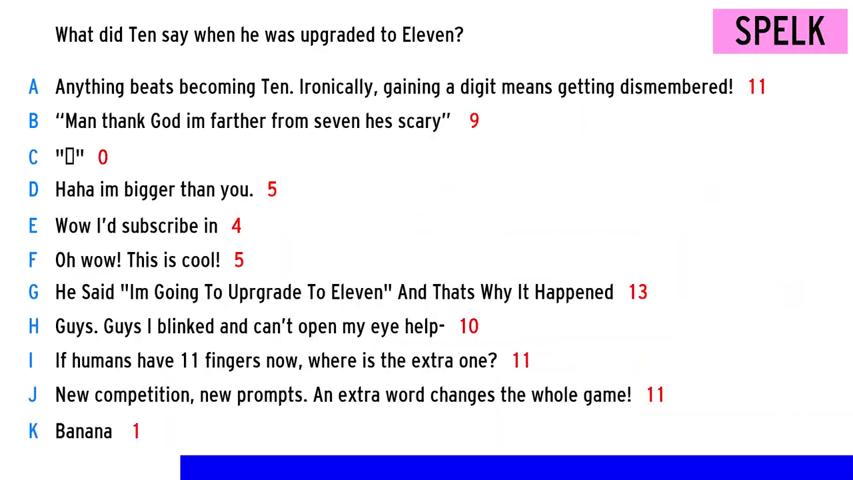 What did Ten say when he was upgraded to Eleven?
SPELK
A Anything beats becoming Ten. Ironically, gaining a digit means getting dismembered! 11
B “Man thank God im farther from seven hes scary” 9
C "▯" 0
D Haha im bigger than you. 5
E Wow I’d subscribe in 4
F Oh wow! This is cool! 5
G He Said "Im Going To Uprgrade To Eleven" And Thats Why It Happened 13
H Guys. Guys I blinked and can’t open my eye help- 10
I If humans have 11 fingers now, where is the extra one? 11
J New competition, new prompts. An extra word changes the whole game! 11
K Banana 1